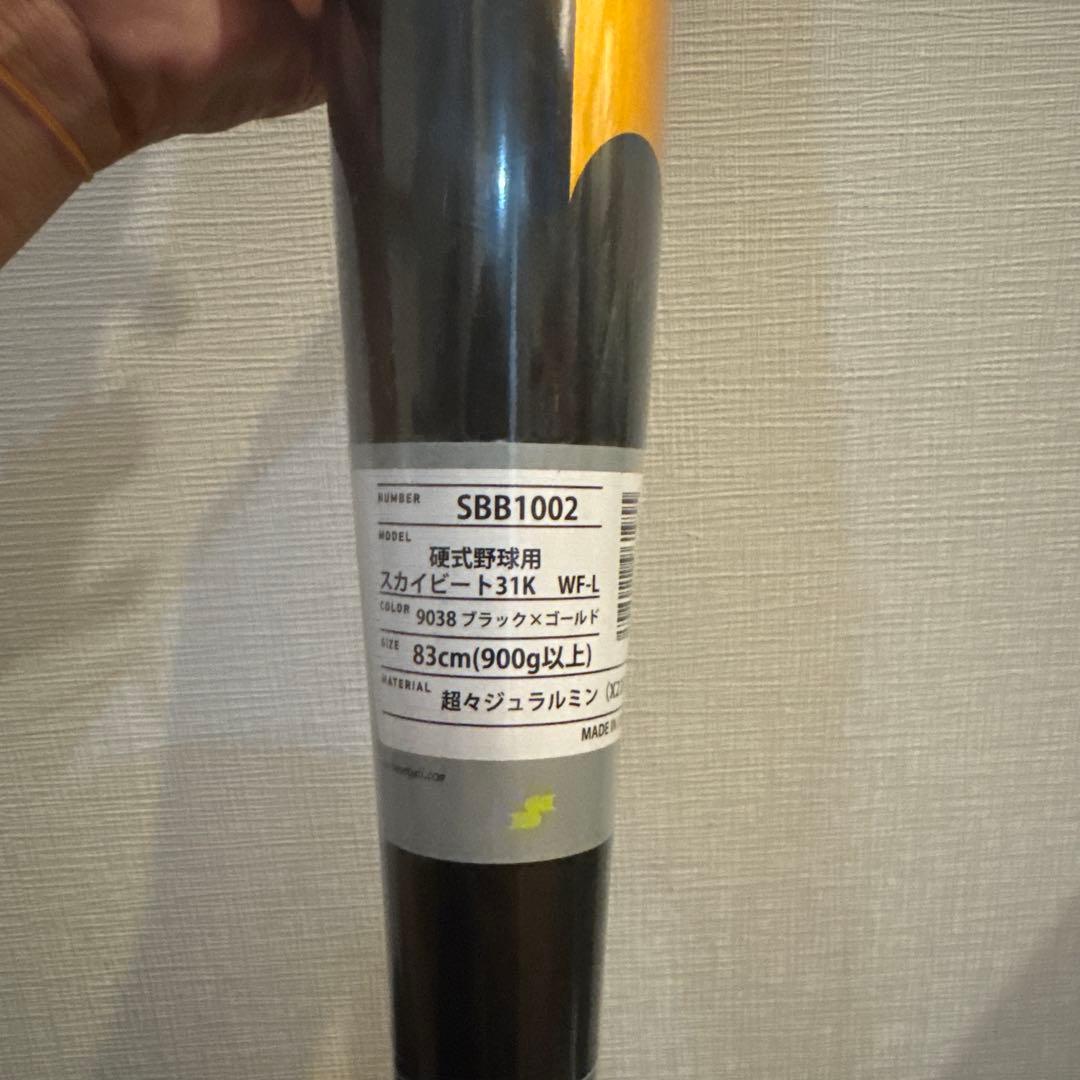 NUMBER SBB1002
MODEL
硬式野球用
スカイビート31K WF-L
COLOR 9038 ブラック×ゴールド
SIZE 83cm(900g以上)
MATERIAL 超々ジュラルミン
MADE IN